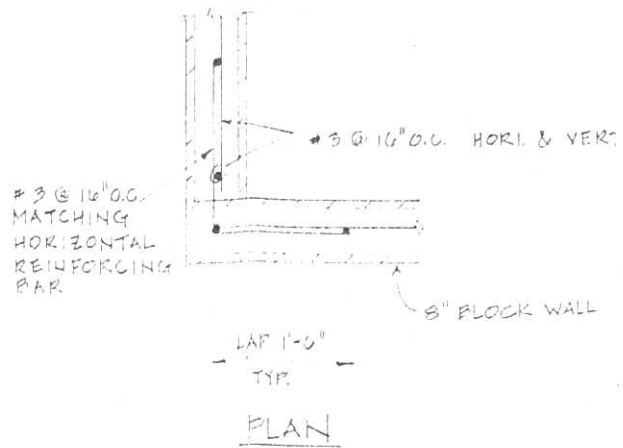 # 3 @ 16" O.C. HORI. & VERT.
# 3 @ 16" O.C.
MATCHING
HORIZONTAL
REINFORCING
BAR
8" BLOCK WALL
LAP 1'-6"
TYP.
PLAN